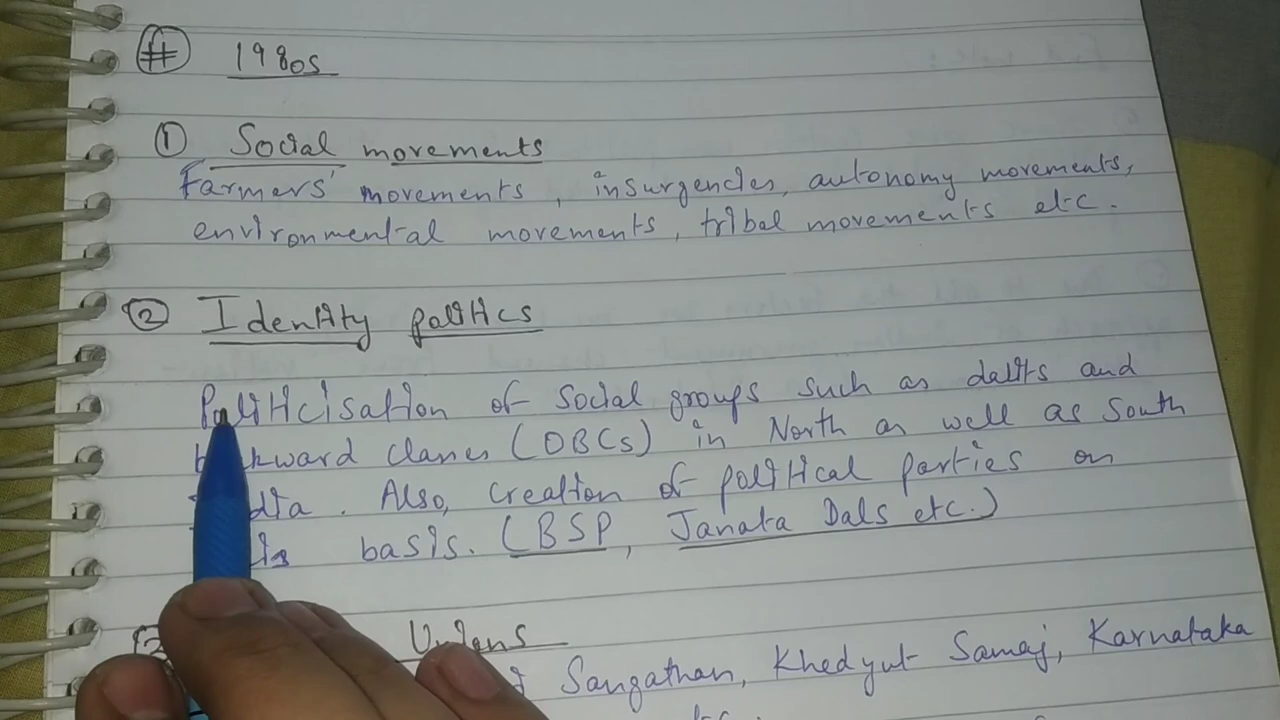 # 1980s
① Social movements
Farmers' movements, insurgencies, autonomy movements,
environmental movements, tribal movements etc.
② Identity politics
Politicisation of social groups such as dalits and
backward classes (OBCs) in North as well as South
India. Also, creation of political parties on
basis. (BSP, Janata Dals etc.)
Unions
Sangathan, Khedyut Samaj, Karnataka